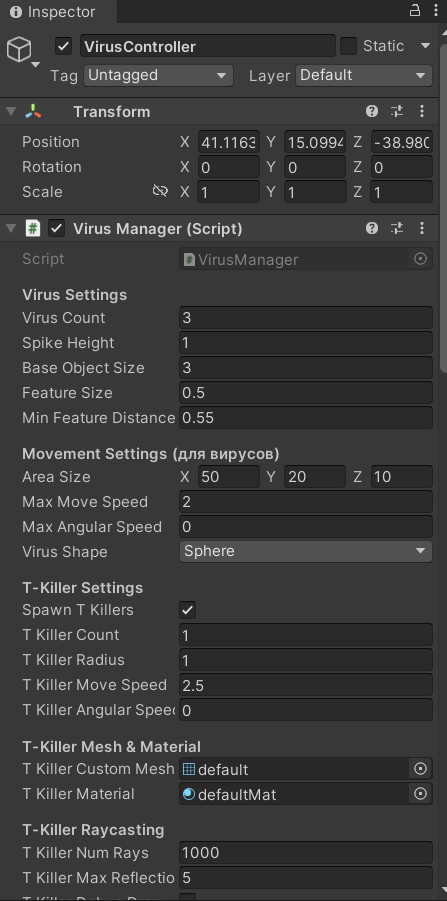 Inspector
VirusController Static
Tag Untagged Layer Default
Transform
Position X 41.1163 Y 15.0994 Z -38.980
Rotation X 0 Y 0 Z 0
Scale X 1 Y 1 Z 1
# Virus Manager (Script)
Script # VirusManager
Virus Settings
Virus Count 3
Spike Height 1
Base Object Size 3
Feature Size 0.5
Min Feature Distance 0.55
Movement Settings (для вирусов)
Area Size X 50 Y 20 Z 10
Max Move Speed 2
Max Angular Speed 0
Virus Shape Sphere
T-Killer Settings
Spawn T Killers
T Killer Count 1
T Killer Radius 1
T Killer Move Speed 2.5
T Killer Angular Speed 0
T-Killer Mesh & Material
T Killer Custom Mesh default
T Killer Material defaultMat
T-Killer Raycasting
T Killer Num Rays 1000
T Killer Max Reflectio 5